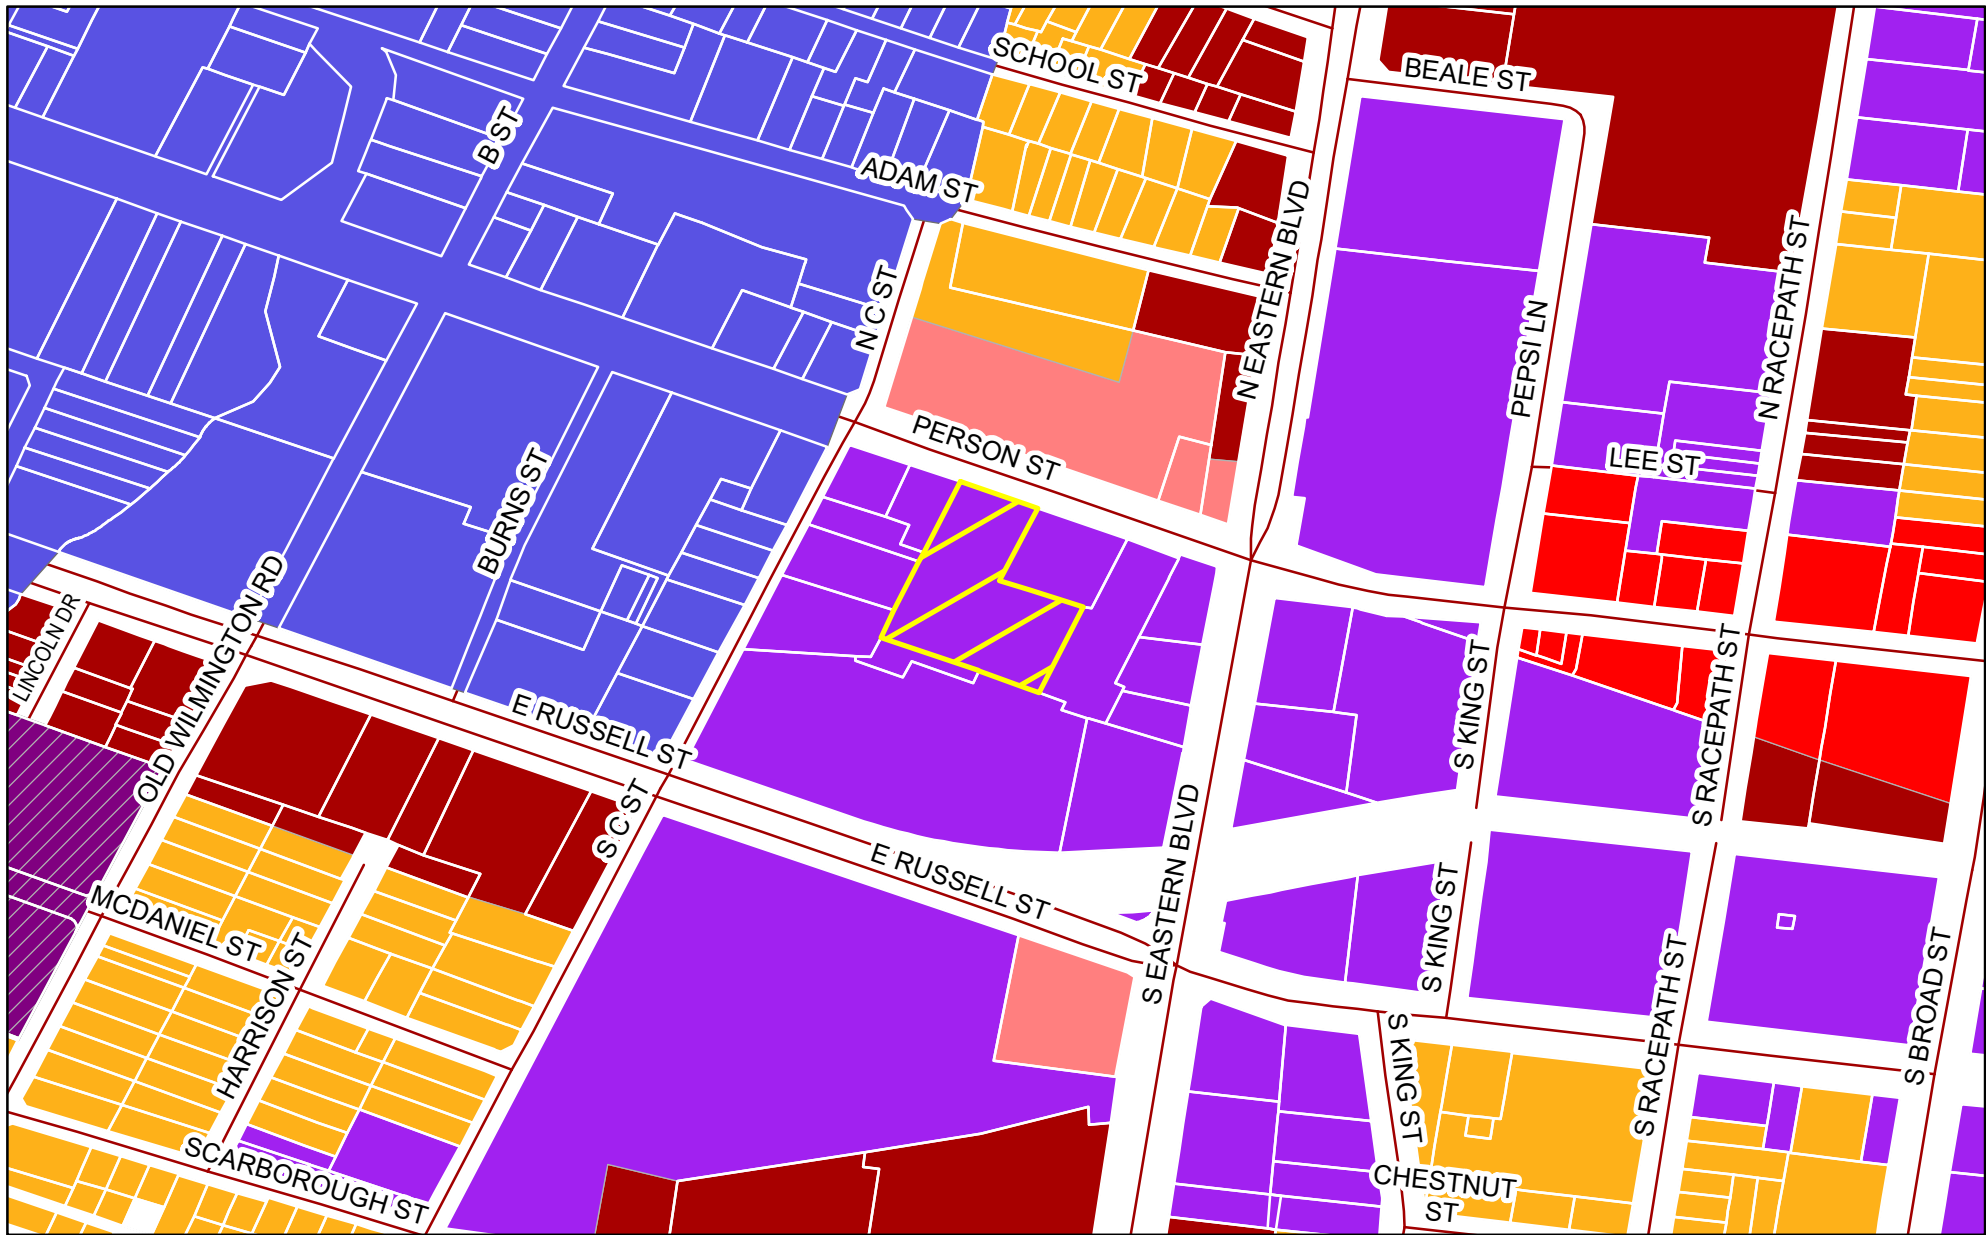 SCHOOL ST
BEALE ST
B ST
ADAM ST
N EASTERN BLVD
N RACEPATH ST
N C ST
PEPSI LN
PERSON ST
LEE ST
BURNS ST
OLD WILMINGTON RD
LINCOLN DR
E RUSSELL ST
S KING ST
S RACEPATH ST
S C ST
S EASTERN BLVD
E RUSSELL ST
MCDANIEL ST
S KING ST
HARRISON ST
S RACEPATH ST
S BROAD ST
S KING ST
SCARBOROUGH ST
CHESTNUT
ST